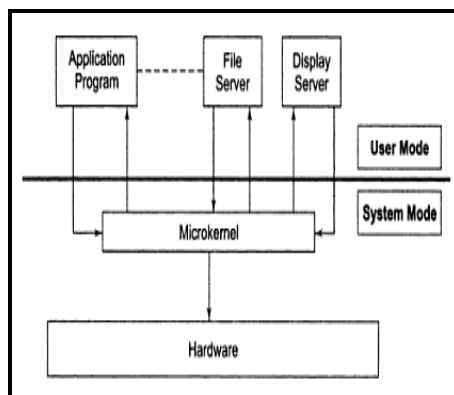 Application
Program
File
Server
Display
Server
User Mode
System Mode
Microkernel
Hardware